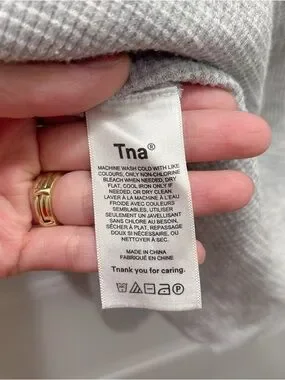 Tna®
MACHINE WASH COLD WITH LIKE
COLOURS, ONLY NON-CHLORINE
BLEACH WHEN NEEDED, DRY
FLAT, COOL IRON ONLY IF
NEEDED, OR DRY CLEAN.
LAVER À LA MACHINE À L'EAU
FROIDE AVEC COULEURS
SEMBLABLES, UTILISER
SEULEMENT UN JAVELLISANT
SANS CHLORE AU BESOIN,
SÉCHER À PLAT, REPASSAGE
DOUX SI NÉCESSAIRE, OU
NETTOYER À SEC.
MADE IN CHINA
FABRIQUÉ EN CHINE
Thank you for caring.